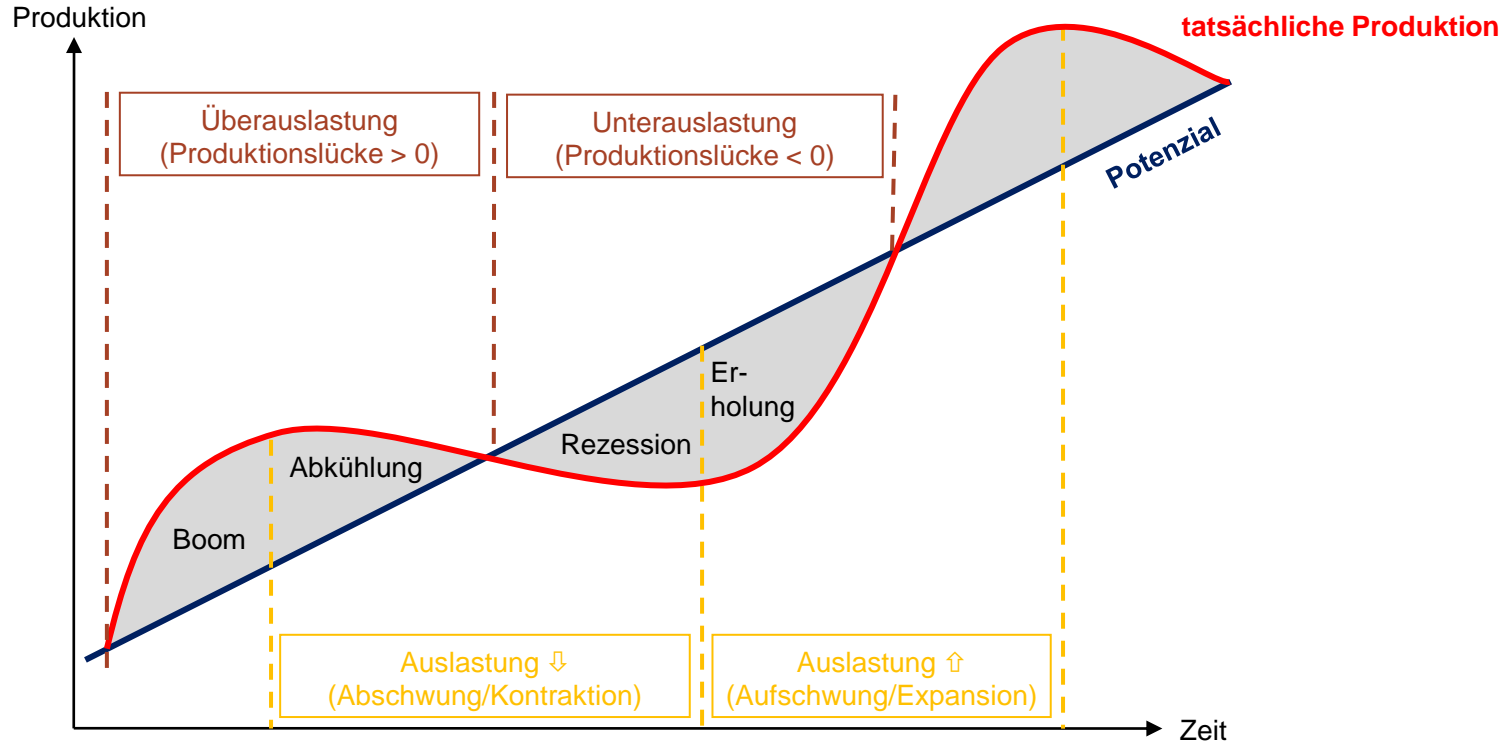 Produktion
tatsächliche Produktion
Überauslastung
(Produktionslücke > 0)
Unterauslastung
(Produktionslücke < 0)
Potenzial
Er-
holung
Rezession
Abkühlung
Boom
Auslastung ⇩
(Abschwung/Kontraktion)
Auslastung ⇧
(Aufschwung/Expansion)
Zeit